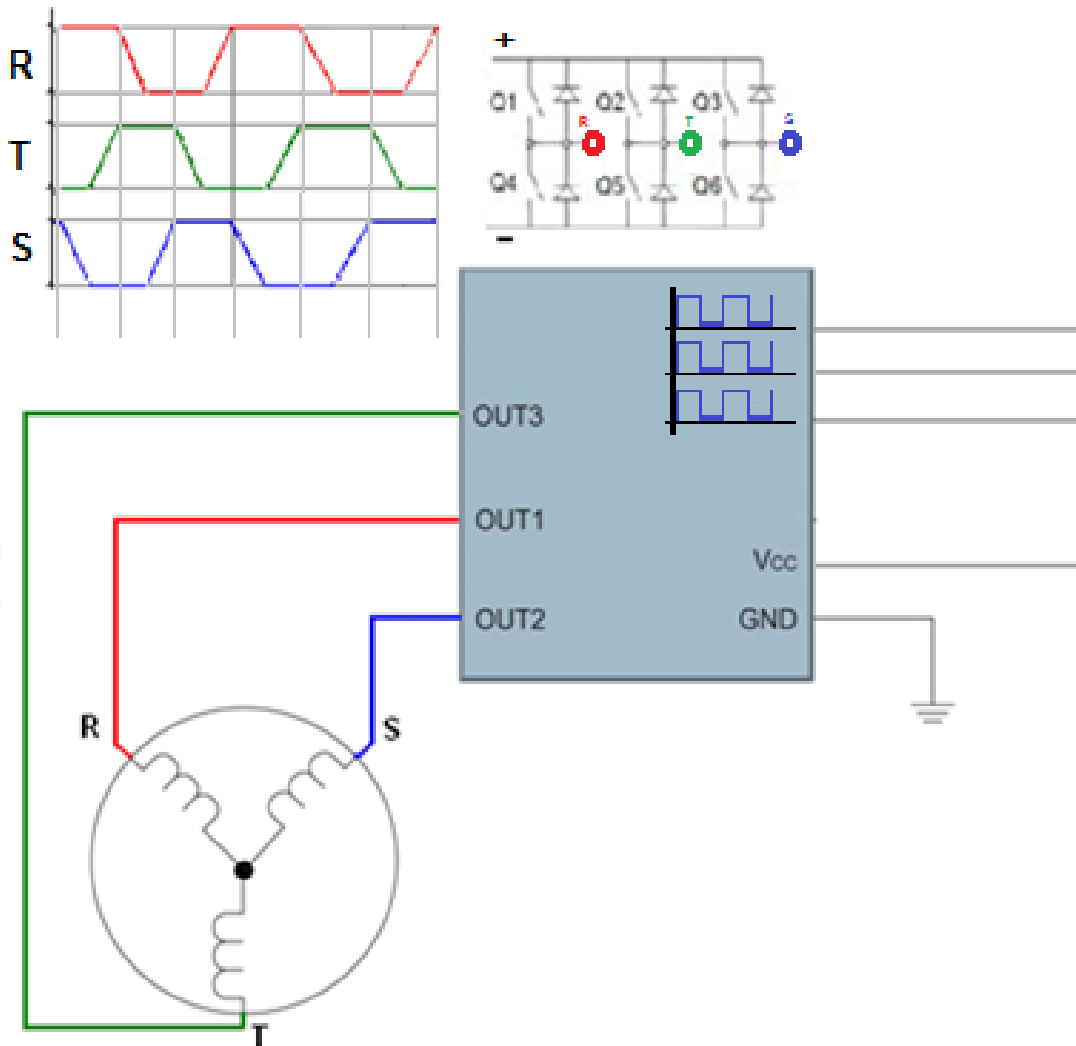 R
T
S
+
Q1 Q2 Q3
R T S
Q4 Q5 Q6
-
OUT3
OUT1
OUT2
Vcc
GND
R S
T